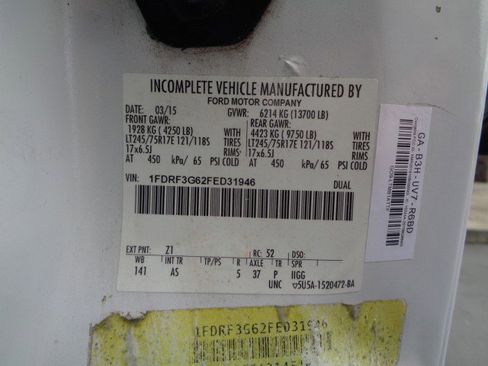 INCOMPLETE VEHICLE MANUFACTURED BY
FORD MOTOR COMPANY
DATE: 03/15 GVWR: 6214 KG (13700 LB)
FRONT GAWR: REAR GAWR:
1928 KG ( 4250 LB) WITH 4423 KG ( 9750 LB) WITH
LT245/75R17E 121/118S TIRES LT245/75R17E 121/118S TIRES
17x6.5J RIMS 17x6.5J RIMS
AT 450 kPa/ 65 PSI COLD AT 450 kPa/ 65 PSI COLD
VIN: 1FDRF3G62FED31946 DUAL
EXT PNT: Z1 RC: 52 DSO:
WB INT TR TP/PS R AXLE TR SPR
141 AS 5 37 P IIGG
UNC 5U5A-1520472-BA
GA-B3H-UV7-R6BD
1FDRF3G62FED31946